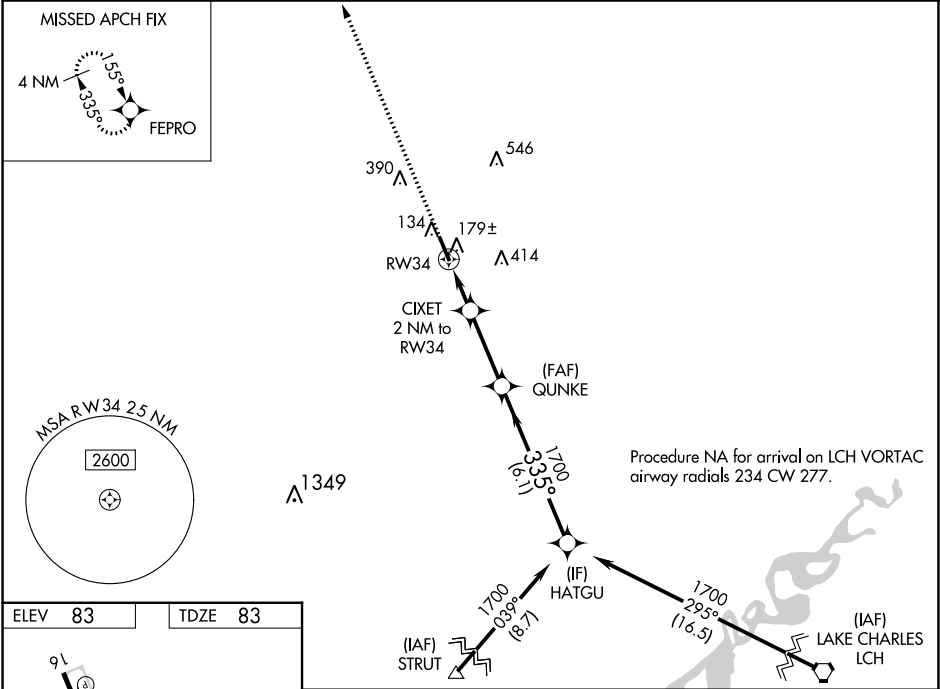 MISSED APCH FIX
4 NM
155°
335°
FEPRO
546
390
134
179±
RW34
414
CIXET
2 NM to
RW34
(FAF)
QUNKE
MSA RW34 25 NM
2600
1349
1700
335°
(6.1)
Procedure NA for arrival on LCH VORTAC
airway radials 234 CW 277.
(IF)
HATGU
1700
039°
(8.7)
1700
295°
(16.5)
(IAF)
STRUT
(IAF)
LAKE CHARLES
LCH
ELEV 83
TDZE 83
16
P